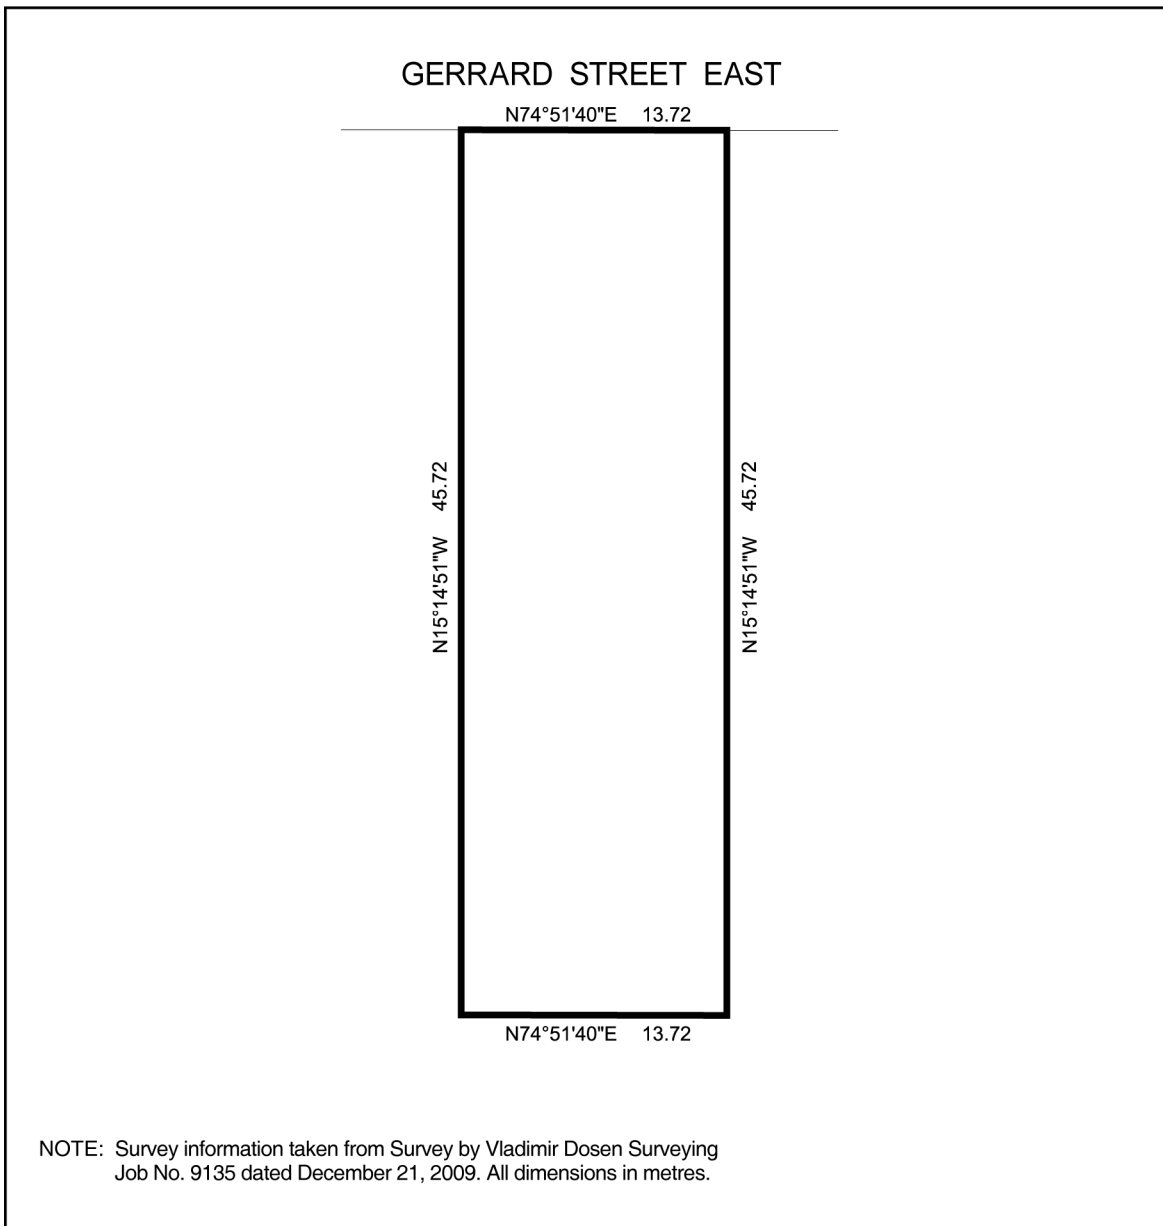 GERRARD STREET EAST
N74°51'40"E 13.72
N15°14'51"W 45.72
N15°14'51"W 45.72
N74°51'40"E 13.72
NOTE: Survey information taken from Survey by Vladimir Dosen Surveying
Job No. 9135 dated December 21, 2009. All dimensions in metres.